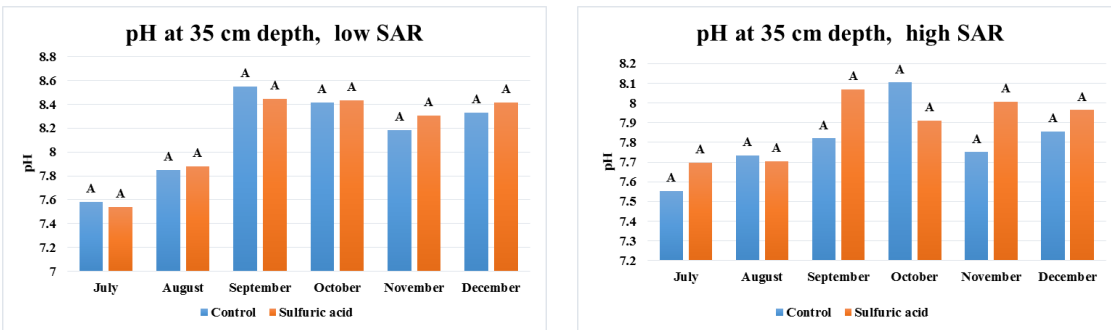 pH at 35 cm depth, low SAR
8.8
8.6
8.4
8.2
8
7.8
7.6
7.4
7.2
7
pH
A A
A A
A A
A A
A A
A A
July August September October November December
Control Sulfuric acid
pH at 35 cm depth, high SAR
8.2
8.1
8
7.9
7.8
7.7
7.6
7.5
7.4
7.3
7.2
pH
A A
A A
A A
A A
A A
A A
July August September October November December
Control Sulfuric acid